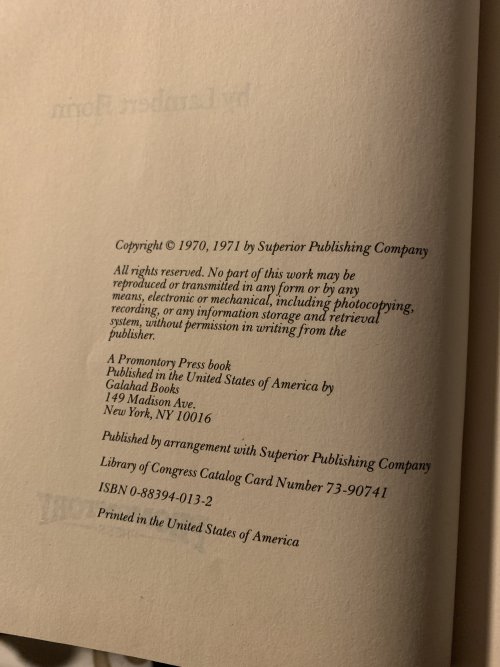 by Lambert Florin
Copyright © 1970, 1971 by Superior Publishing Company
All rights reserved. No part of this work may be
reproduced or transmitted in any form or by any
means, electronic or mechanical, including photocopying,
recording, or any information storage and retrieval
system, without permission in writing from the
publisher.
A Promontory Press book
Published in the United States of America by
Galahad Books
149 Madison Ave.
New York, NY 10016
Published by arrangement with Superior Publishing Company
Library of Congress Catalog Card Number 73-90741
ISBN 0-88394-013-2
Printed in the United States of America